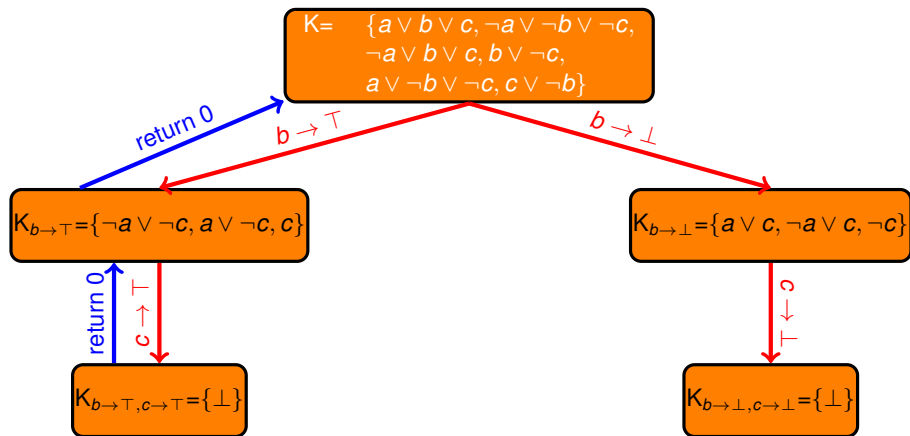 K= {a ∨ b ∨ c, ¬a ∨ ¬b ∨ ¬c,
¬a ∨ b ∨ c, b ∨ ¬c,
a ∨ ¬b ∨ ¬c, c ∨ ¬b}
return 0
b → ⊤
b → ⊥
K_{b→⊤}={¬a ∨ ¬c, a ∨ ¬c, c}
K_{b→⊥}={a ∨ c, ¬a ∨ c, ¬c}
return 0
c → ⊤
c → ⊥
K_{b→⊤,c→⊤}={⊥}
K_{b→⊥,c→⊥}={⊥}